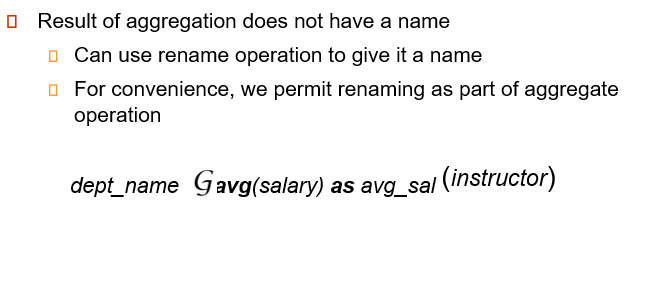 Result of aggregation does not have a name
Can use rename operation to give it a name
For convenience, we permit renaming as part of aggregate
operation
dept_name 𝒢 avg(salary) as avg_sal (instructor)